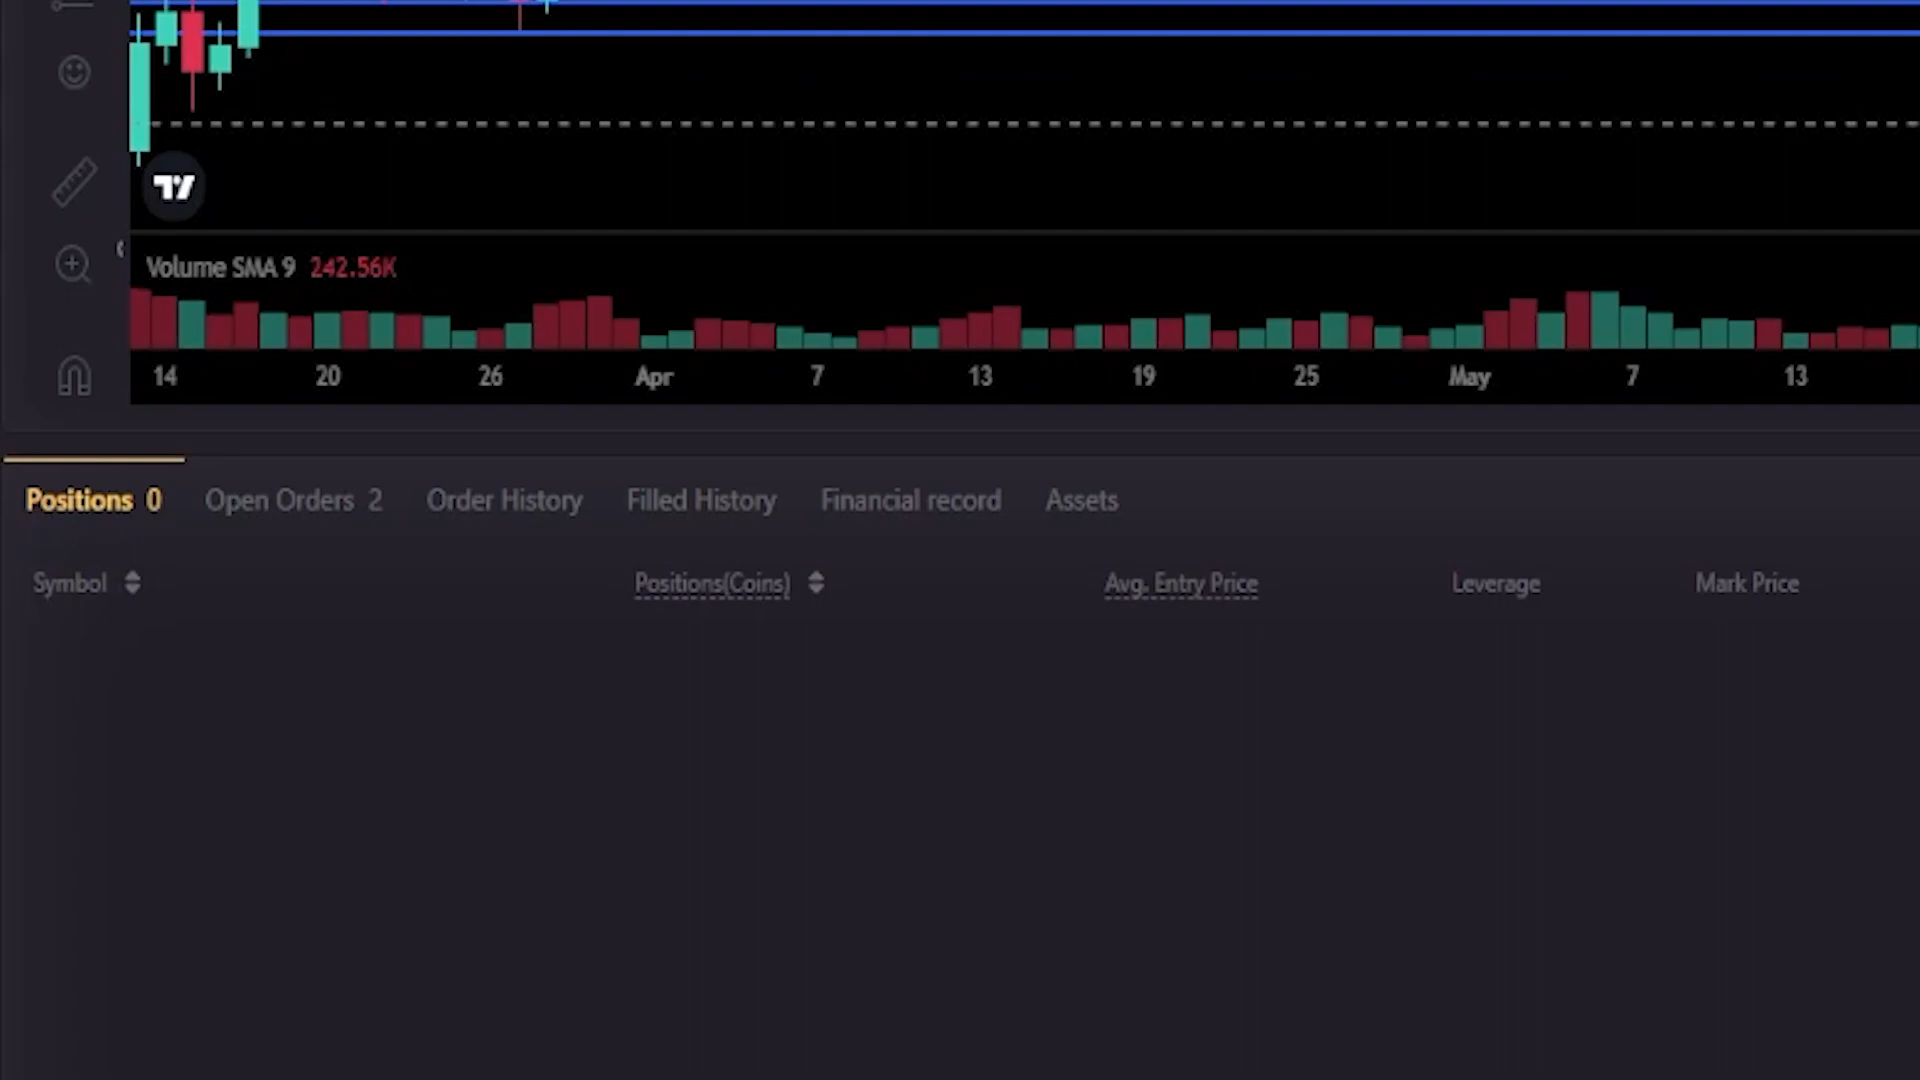 Volume SMA 9 242.56K
14 20 26 Apr 7 13 19 25 May 7 13
Positions 0 Open Orders 2 Order History Filled History Financial record Assets
Symbol Positions(Coins) Avg. Entry Price Leverage Mark Price